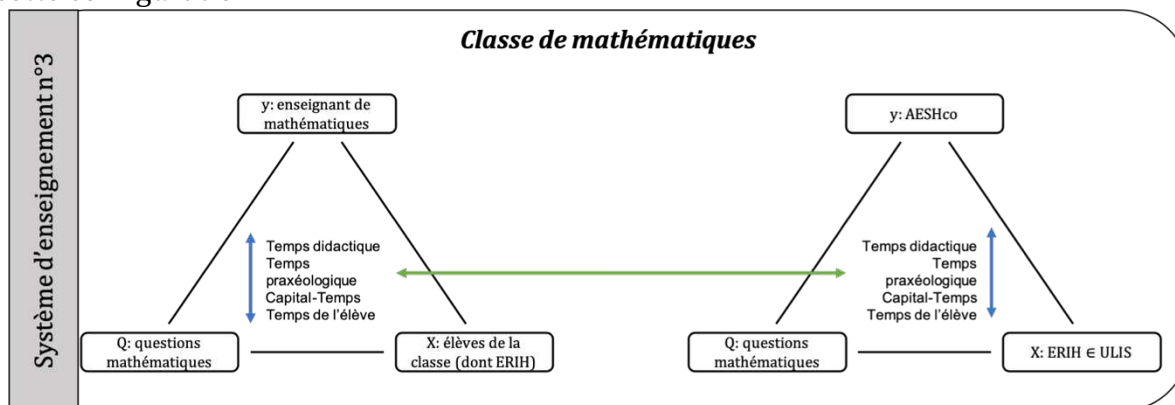 Classe de mathématiques
Système d'enseignement n°3
y: enseignant de
mathématiques
y: AESHco
Temps didactique
Temps
praxéologique
Capital-Temps
Temps de l'élève
Temps didactique
Temps
praxéologique
Capital-Temps
Temps de l'élève
Q: questions
mathématiques
X: élèves de la
classe (dont ERIH)
Q: questions
mathématiques
X: ERIH ∈ ULIS